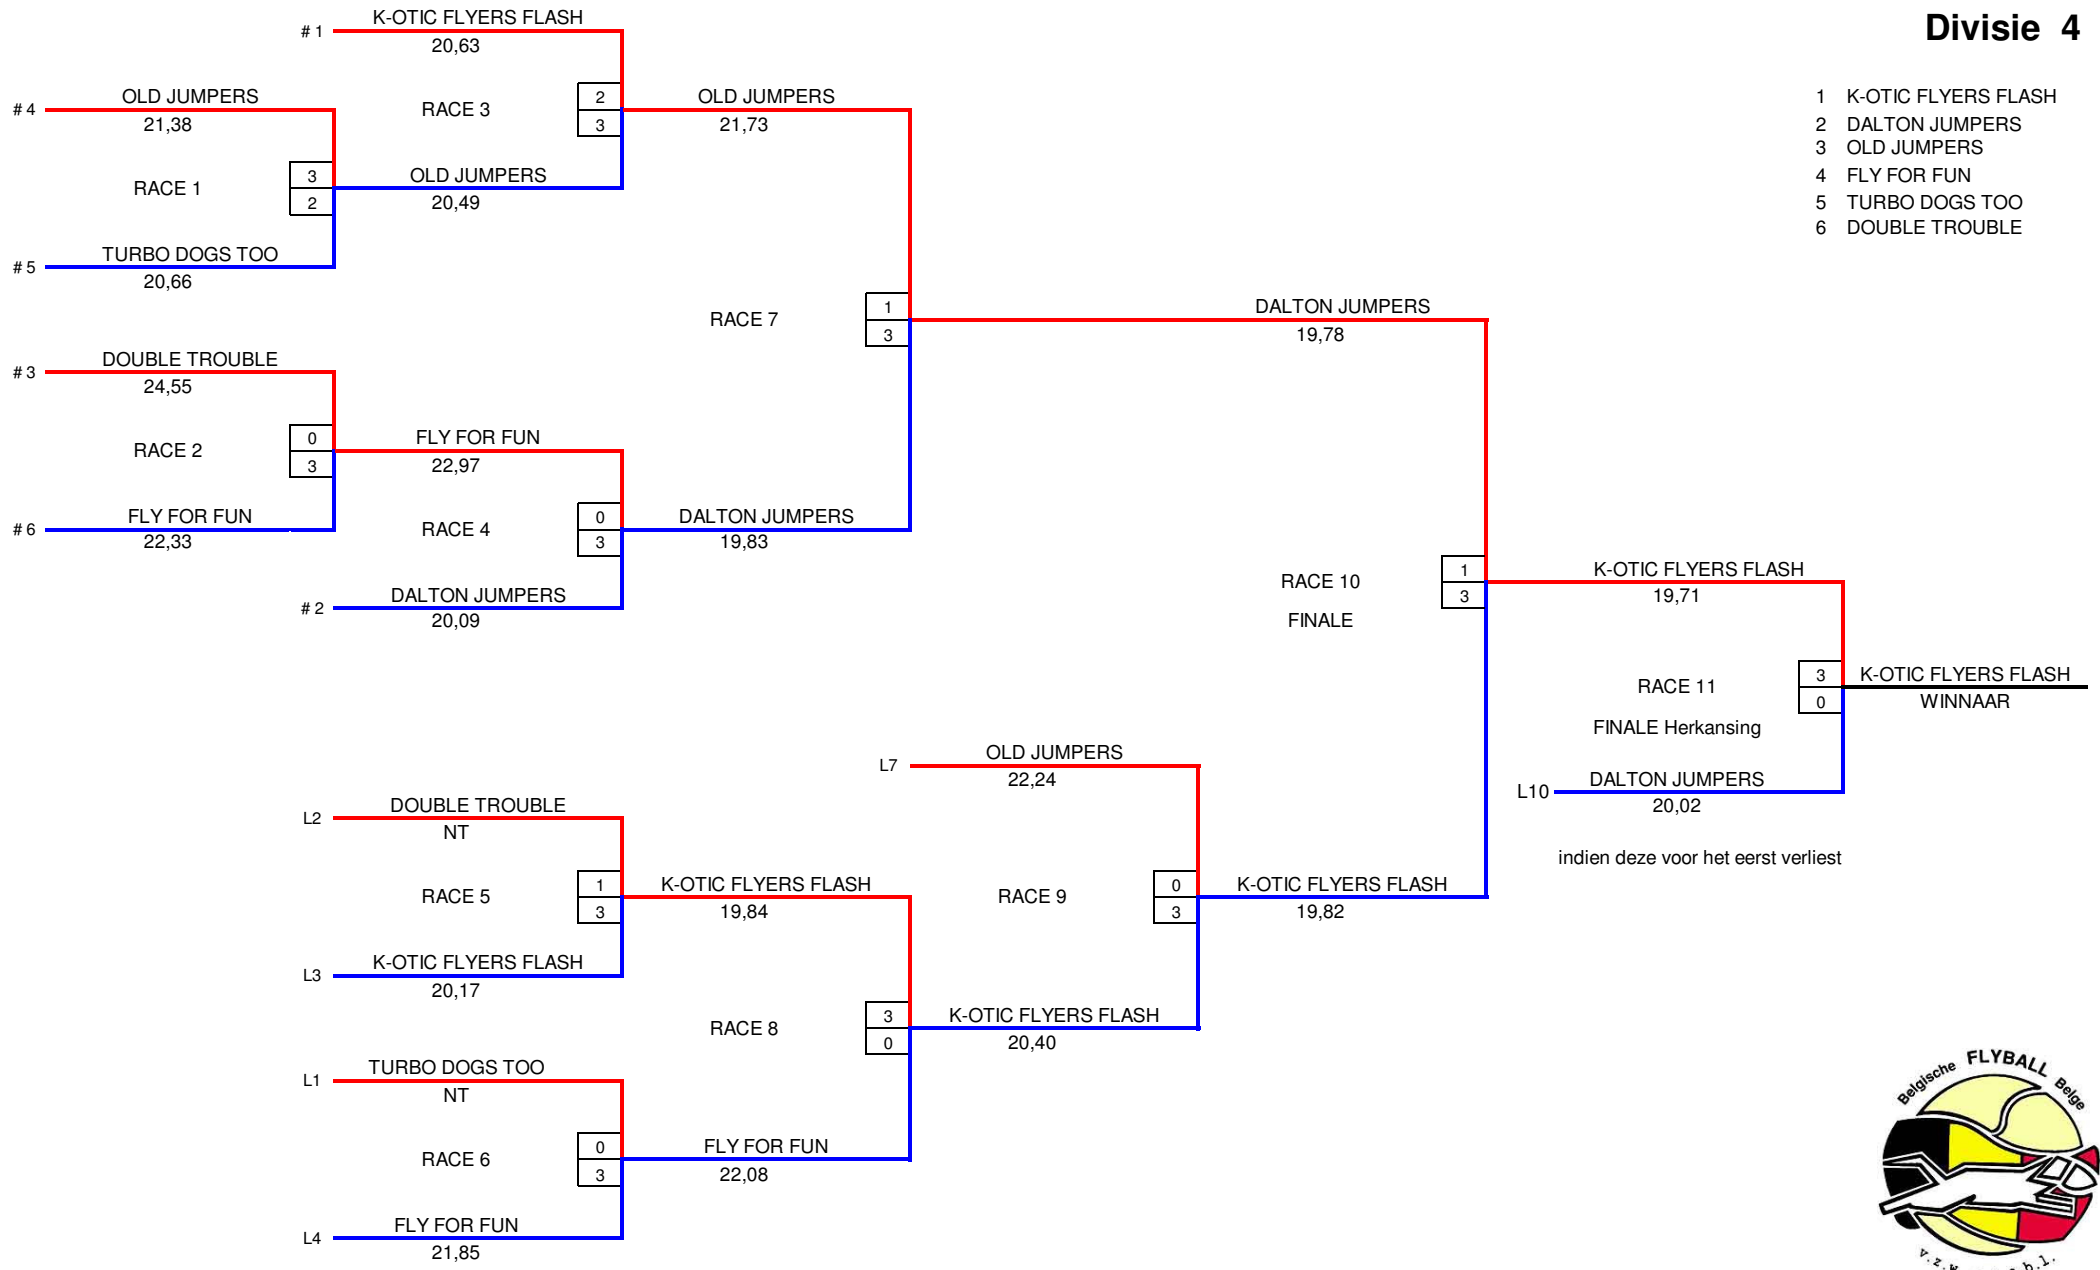 Divisie 4
1 K-OTIC FLYERS FLASH
2 DALTON JUMPERS
3 OLD JUMPERS
4 FLY FOR FUN
5 TURBO DOGS TOO
6 DOUBLE TROUBLE
# 1 K-OTIC FLYERS FLASH
20,63
# 4 OLD JUMPERS
21,38
RACE 3
2
3
OLD JUMPERS
21,73
RACE 1
3
2
OLD JUMPERS
20,49
# 5 TURBO DOGS TOO
20,66
RACE 7
1
3
DALTON JUMPERS
19,78
# 3 DOUBLE TROUBLE
24,55
RACE 2
0
3
FLY FOR FUN
22,97
# 6 FLY FOR FUN
22,33
RACE 4
0
3
DALTON JUMPERS
19,83
# 2 DALTON JUMPERS
20,09
RACE 10
FINALE
1
3
K-OTIC FLYERS FLASH
19,71
RACE 11
FINALE Herkansing
3
0
K-OTIC FLYERS FLASH
WINNAAR
L10 DALTON JUMPERS
20,02
indien deze voor het eerst verliest
L7 OLD JUMPERS
22,24
L2 DOUBLE TROUBLE
NT
RACE 5
1
3
K-OTIC FLYERS FLASH
19,84
RACE 9
0
3
K-OTIC FLYERS FLASH
19,82
L3 K-OTIC FLYERS FLASH
20,17
RACE 8
3
0
K-OTIC FLYERS FLASH
20,40
L1 TURBO DOGS TOO
NT
RACE 6
0
3
FLY FOR FUN
22,08
L4 FLY FOR FUN
21,85
Belgische FLYBALL Belge